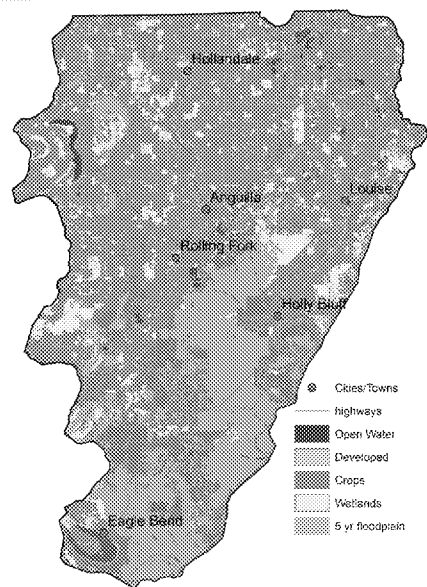 Hollandale
Louise
Anguilla
Rolling Fork
Holly Bluff
Cities/Towns
highways
Open Water
Developed
Crops
Wetlands
5 yr floodplain
Eagle Bend